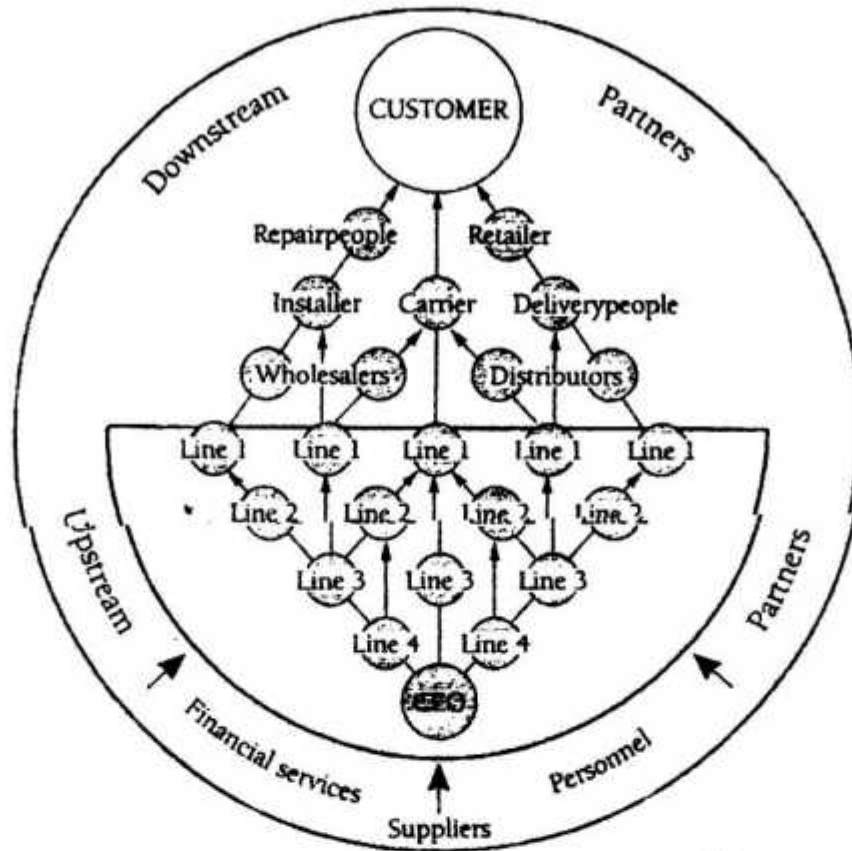 Downstream
Partners
CUSTOMER
Repairpeople
Retailer
Installer
Carrier
Deliverypeople
Wholesalers
Distributors
Line 1
Line 1
Line 1
Line 1
Line 1
Line 2
Line 2
Line 2
Line 2
Line 3
Line 3
Line 3
Line 4
Line 4
CEO
Upstream
Partners
Financial services
Personnel
Suppliers